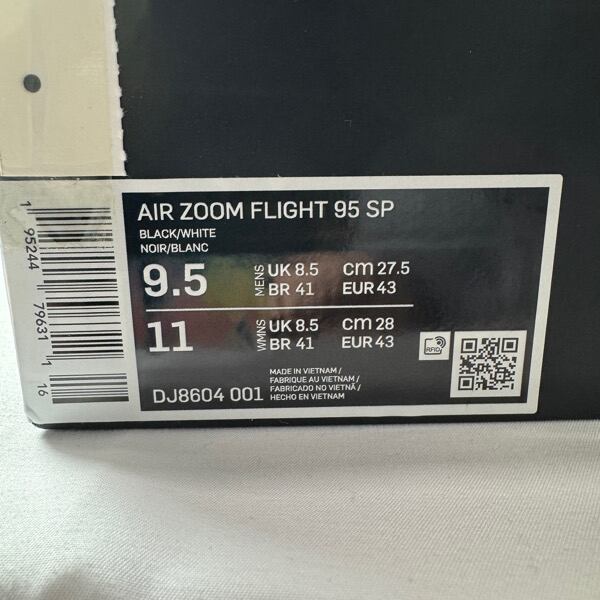 AIR ZOOM FLIGHT 95 SP
BLACK/WHITE
NOIR/BLANC
9.5 MENS UK 8.5 CM 27.5
BR 41 EUR 43
11 WMNS UK 8.5 CM 28
BR 41 EUR 43
RFID
DJ8604 001
MADE IN VIETNAM /
FABRIQUE AU VIETNAM /
FABRICADO NO VIETNÃ /
HECHO EN VIETNAM
1 95244 79631 1 16